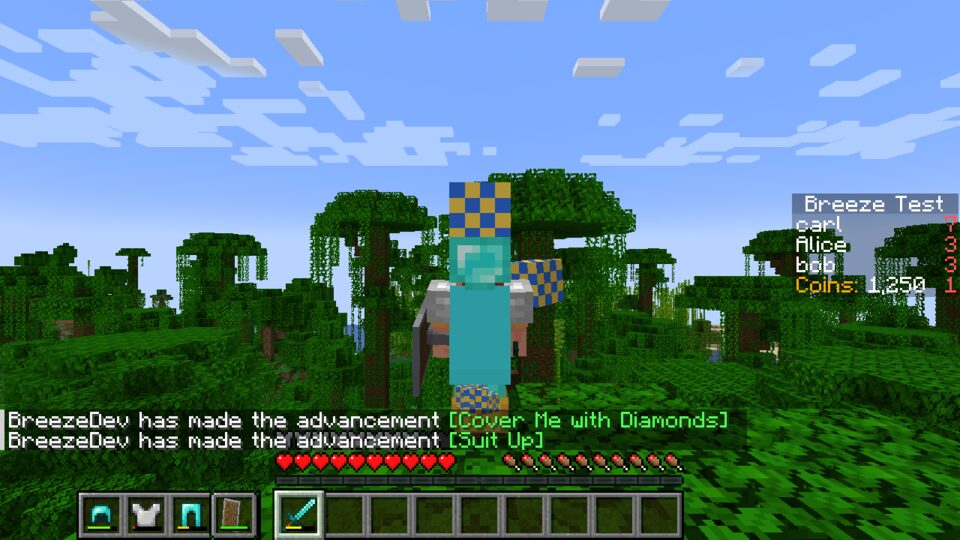 Breeze Test
carl 7
Alice 3
bob 3
Coins: 1,250 1
BreezeDev has made the advancement [Cover Me with Diamonds]
BreezeDev has made the advancement [Suit Up]